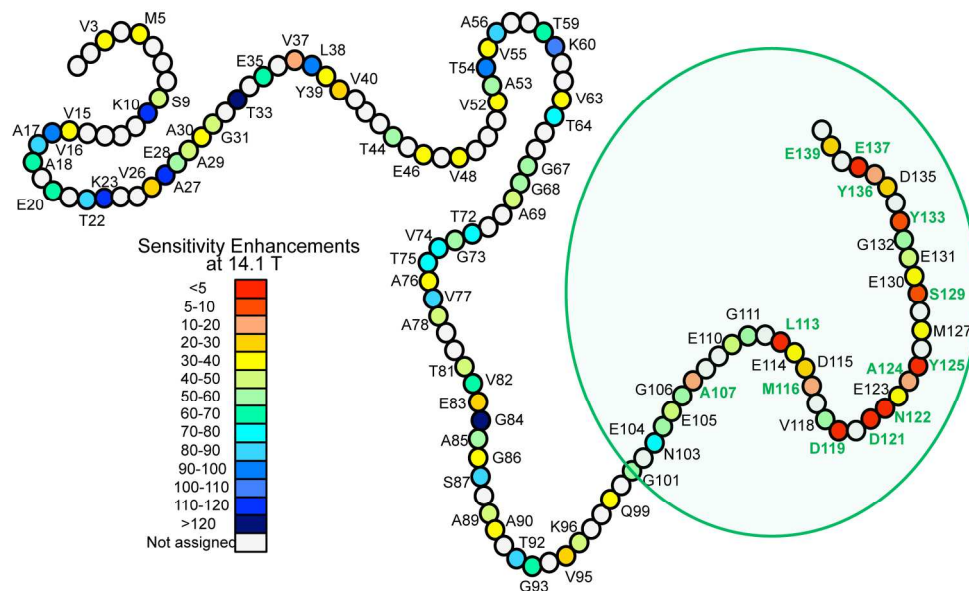 V3
M5
S9
K10
V15
V16
A17
A18
E20
T22
K23
V26
A27
E28
A29
A30
G31
T33
E35
V37
L38
Y39
V40
T44
E46
V48
V52
A53
T54
V55
A56
T59
K60
V63
T64
G67
G68
A69
T72
G73
V74
T75
A76
V77
A78
T81
V82
E83
G84
A85
G86
S87
A89
A90
T92
G93
V95
K96
Q99
G101
N103
E104
E105
G106
A107
E110
G111
L113
E114
D115
M116
V118
D119
D121
N122
E123
A124
Y125
M127
S129
E130
E131
G132
Y133
D135
Y136
E137
E139
Sensitivity Enhancements
at 14.1 T
<5
5-10
10-20
20-30
30-40
40-50
50-60
60-70
70-80
80-90
90-100
100-110
110-120
>120
Not assigned